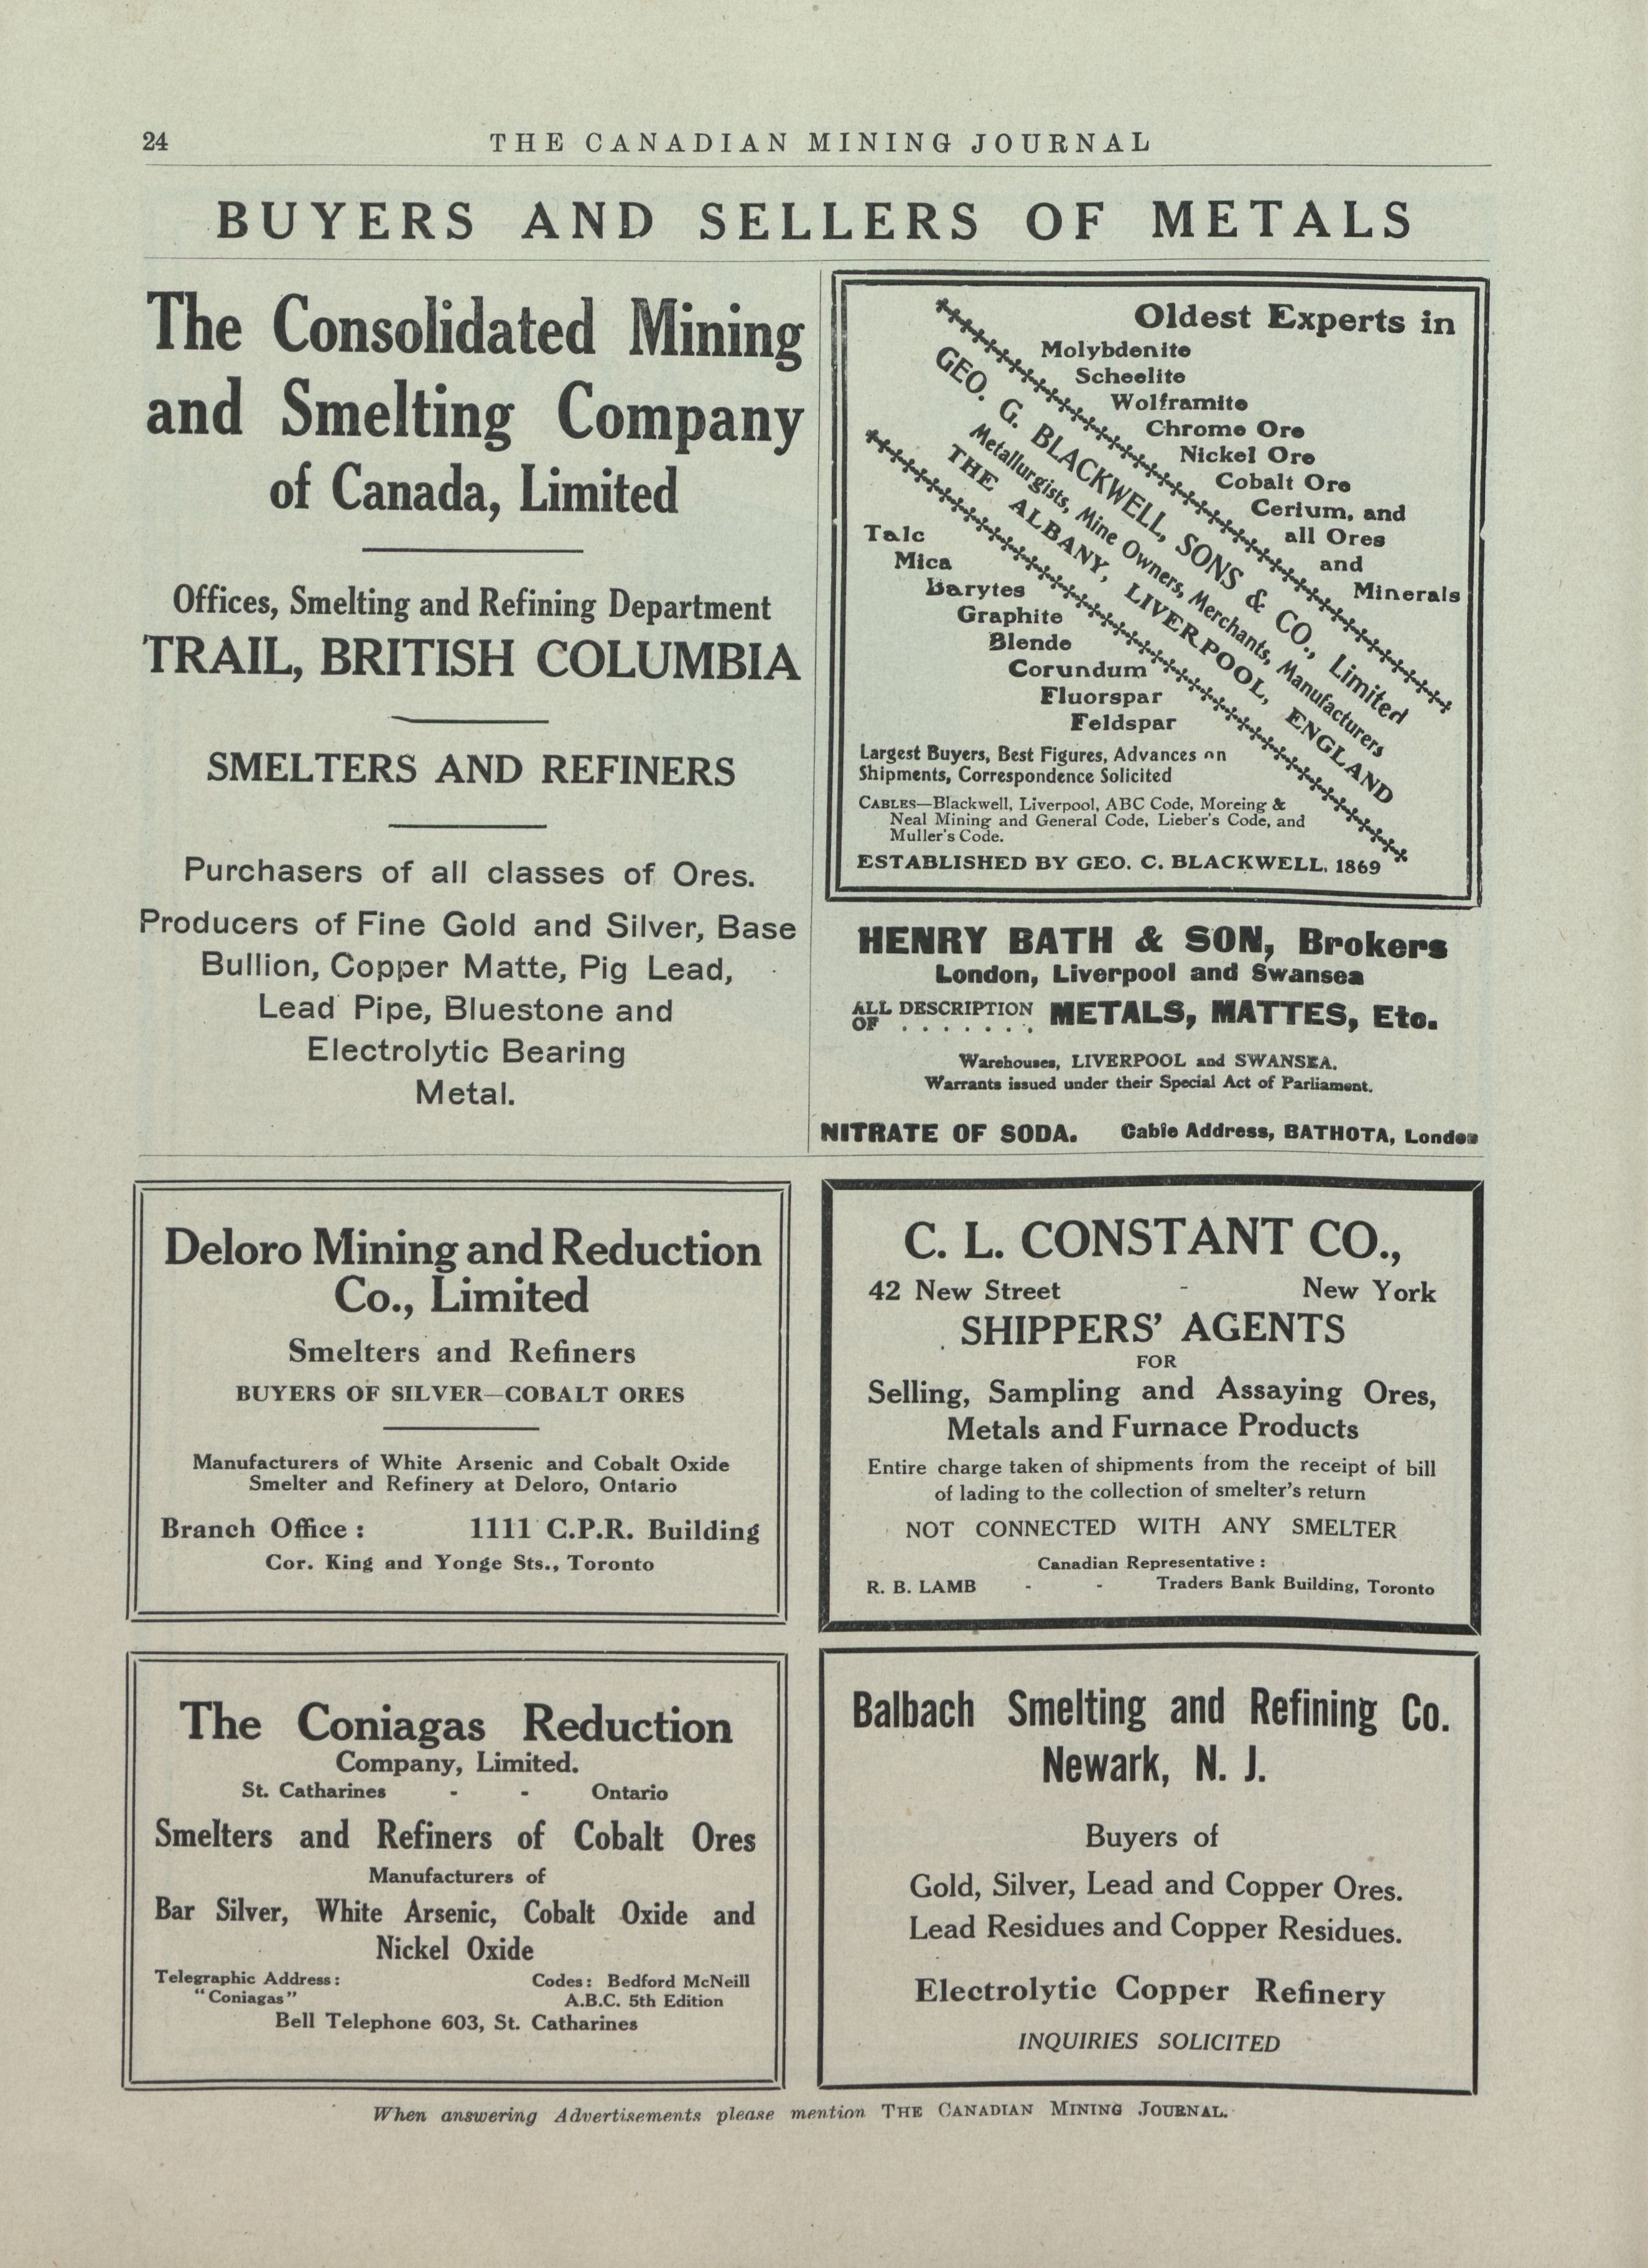 24
THE CANADIAN MINING JOURNAL
BUYERS AND SELLERS OF METALS
The Consolidated Mining
and Smelting Company
of Canada, Limited
Offices, Smelting and Refining Department
TRAIL, BRITISH COLUMBIA
SMELTERS AND REFINERS
Purchasers of all classes of Ores.
Producers of Fine Gold and Silver, Base
Bullion, Copper Matte, Pig Lead,
Lead Pipe, Bluestone and
Electrolytic Bearing
Metal.
Oldest Experts in
Molybdenite
Scheelite
Wolframite
Chrome Ore
Nickel Ore
Cobalt Ore
Cerium, and
all Ores
and
Minerals
GEO. G. BLACKWELL, SONS & CO., Limited
Metallurgists, Mine Owners, Merchants, Manufacturers
THE ALBANY, LIVERPOOL, ENGLAND
Talc
Mica
Barytes
Graphite
Blende
Corundum
Fluorspar
Feldspar
Largest Buyers, Best Figures, Advances on
Shipments, Correspondence Solicited
CABLES—Blackwell, Liverpool, ABC Code, Moreing &
Neal Mining and General Code, Lieber's Code, and
Muller's Code.
ESTABLISHED BY GEO. C. BLACKWELL, 1869
HENRY BATH & SON, Brokers
London, Liverpool and Swansea
ALL DESCRIPTION METALS, MATTES, Etc.
OF . . . . . . .
Warehouses, LIVERPOOL and SWANSEA.
Warrants issued under their Special Act of Parliament.
NITRATE OF SODA. Cable Address, BATHOTA, London
Deloro Mining and Reduction
Co., Limited
Smelters and Refiners
BUYERS OF SILVER—COBALT ORES
Manufacturers of White Arsenic and Cobalt Oxide
Smelter and Refinery at Deloro, Ontario
Branch Office : 1111 C.P.R. Building
Cor. King and Yonge Sts., Toronto
C. L. CONSTANT CO.,
42 New Street - New York
SHIPPERS' AGENTS
FOR
Selling, Sampling and Assaying Ores,
Metals and Furnace Products
Entire charge taken of shipments from the receipt of bill
of lading to the collection of smelter's return
NOT CONNECTED WITH ANY SMELTER
Canadian Representative :
R. B. LAMB - - Traders Bank Building, Toronto
The Coniagas Reduction
Company, Limited.
St. Catharines - - Ontario
Smelters and Refiners of Cobalt Ores
Manufacturers of
Bar Silver, White Arsenic, Cobalt Oxide and
Nickel Oxide
Telegraphic Address : Codes : Bedford McNeill
"Coniagas" A.B.C. 5th Edition
Bell Telephone 603, St. Catharines
Balbach Smelting and Refining Co.
Newark, N. J.
Buyers of
Gold, Silver, Lead and Copper Ores.
Lead Residues and Copper Residues.
Electrolytic Copper Refinery
INQUIRIES SOLICITED
When answering Advertisements please mention THE CANADIAN MINING JOURNAL.